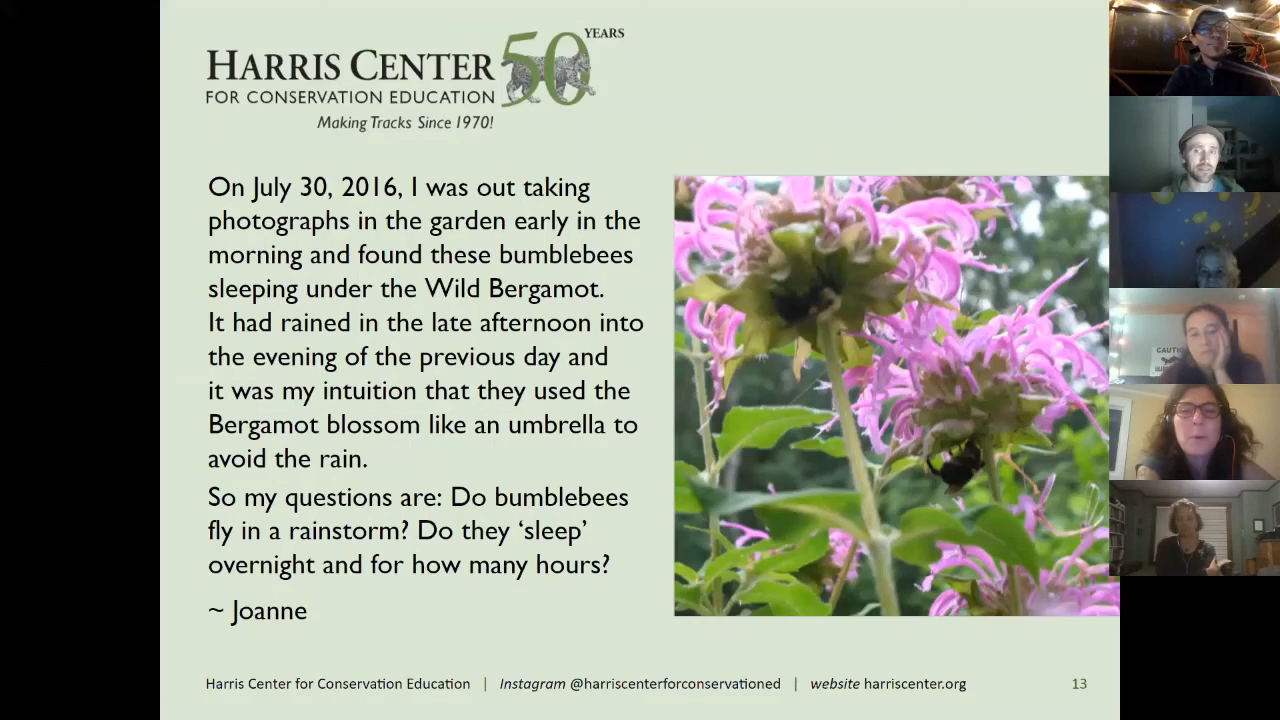 HARRIS CENTER 50 YEARS
FOR CONSERVATION EDUCATION
Making Tracks Since 1970!
On July 30, 2016, I was out taking
photographs in the garden early in the
morning and found these bumblebees
sleeping under the Wild Bergamot.
It had rained in the late afternoon into
the evening of the previous day and
it was my intuition that they used the
Bergamot blossom like an umbrella to
avoid the rain.
So my questions are: Do bumblebees
fly in a rainstorm? Do they ‘sleep’
overnight and for how many hours?
~ Joanne
CAUTI
Harris Center for Conservation Education | Instagram @harriscenterforconservationed | website harriscenter.org 13